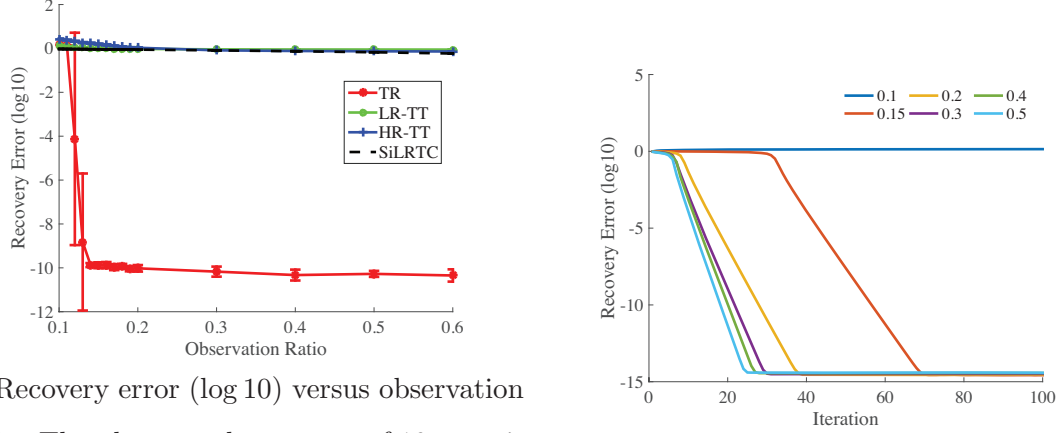 2
0
-2
-4
-6
-8
-10
-12
Recovery Error (log10)
TR
LR-TT
HR-TT
SiLRTC
0.1 0.2 0.3 0.4 0.5 0.6
Observation Ratio
Recovery error (log 10) versus observation
5
0
-5
-10
-15
Recovery Error (log10)
0.1 0.2 0.4
0.15 0.3 0.5
0 20 40 60 80 100
Iteration